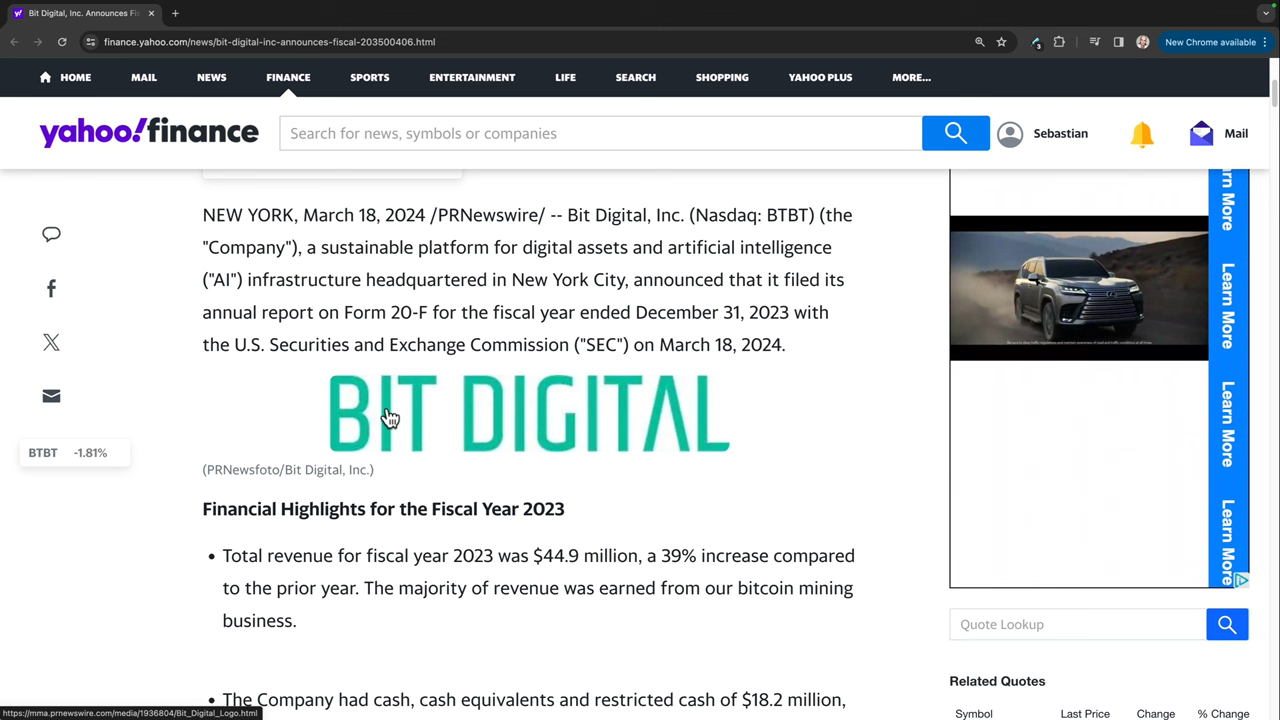 Bit Digital, Inc. Announces Fi
finance.yahoo.com/news/bit-digital-inc-announces-fiscal-203500406.html
3
New Chrome available
HOME
MAIL
NEWS
FINANCE
SPORTS
ENTERTAINMENT
LIFE
SEARCH
SHOPPING
YAHOO PLUS
MORE...
yahoo!finance
Search for news, symbols or companies
Sebastian
Mail
NEW YORK, March 18, 2024 /PRNewswire/ -- Bit Digital, Inc. (Nasdaq: BTBT) (the
"Company"), a sustainable platform for digital assets and artificial intelligence
("AI") infrastructure headquartered in New York City, announced that it filed its
annual report on Form 20-F for the fiscal year ended December 31, 2023 with
the U.S. Securities and Exchange Commission ("SEC") on March 18, 2024.
BIT DIGITAL
(PRNewsfoto/Bit Digital, Inc.)
BTBT -1.81%
Financial Highlights for the Fiscal Year 2023
• Total revenue for fiscal year 2023 was $44.9 million, a 39% increase compared
to the prior year. The majority of revenue was earned from our bitcoin mining
business.
• The Company had cash, cash equivalents and restricted cash of $18.2 million,
Learn More
Learn More
Learn More
Learn More
Quote Lookup
Related Quotes
Symbol Last Price Change % Change
https://mma.prnewswire.com/media/1936804/Bit_Digital_Logo.html